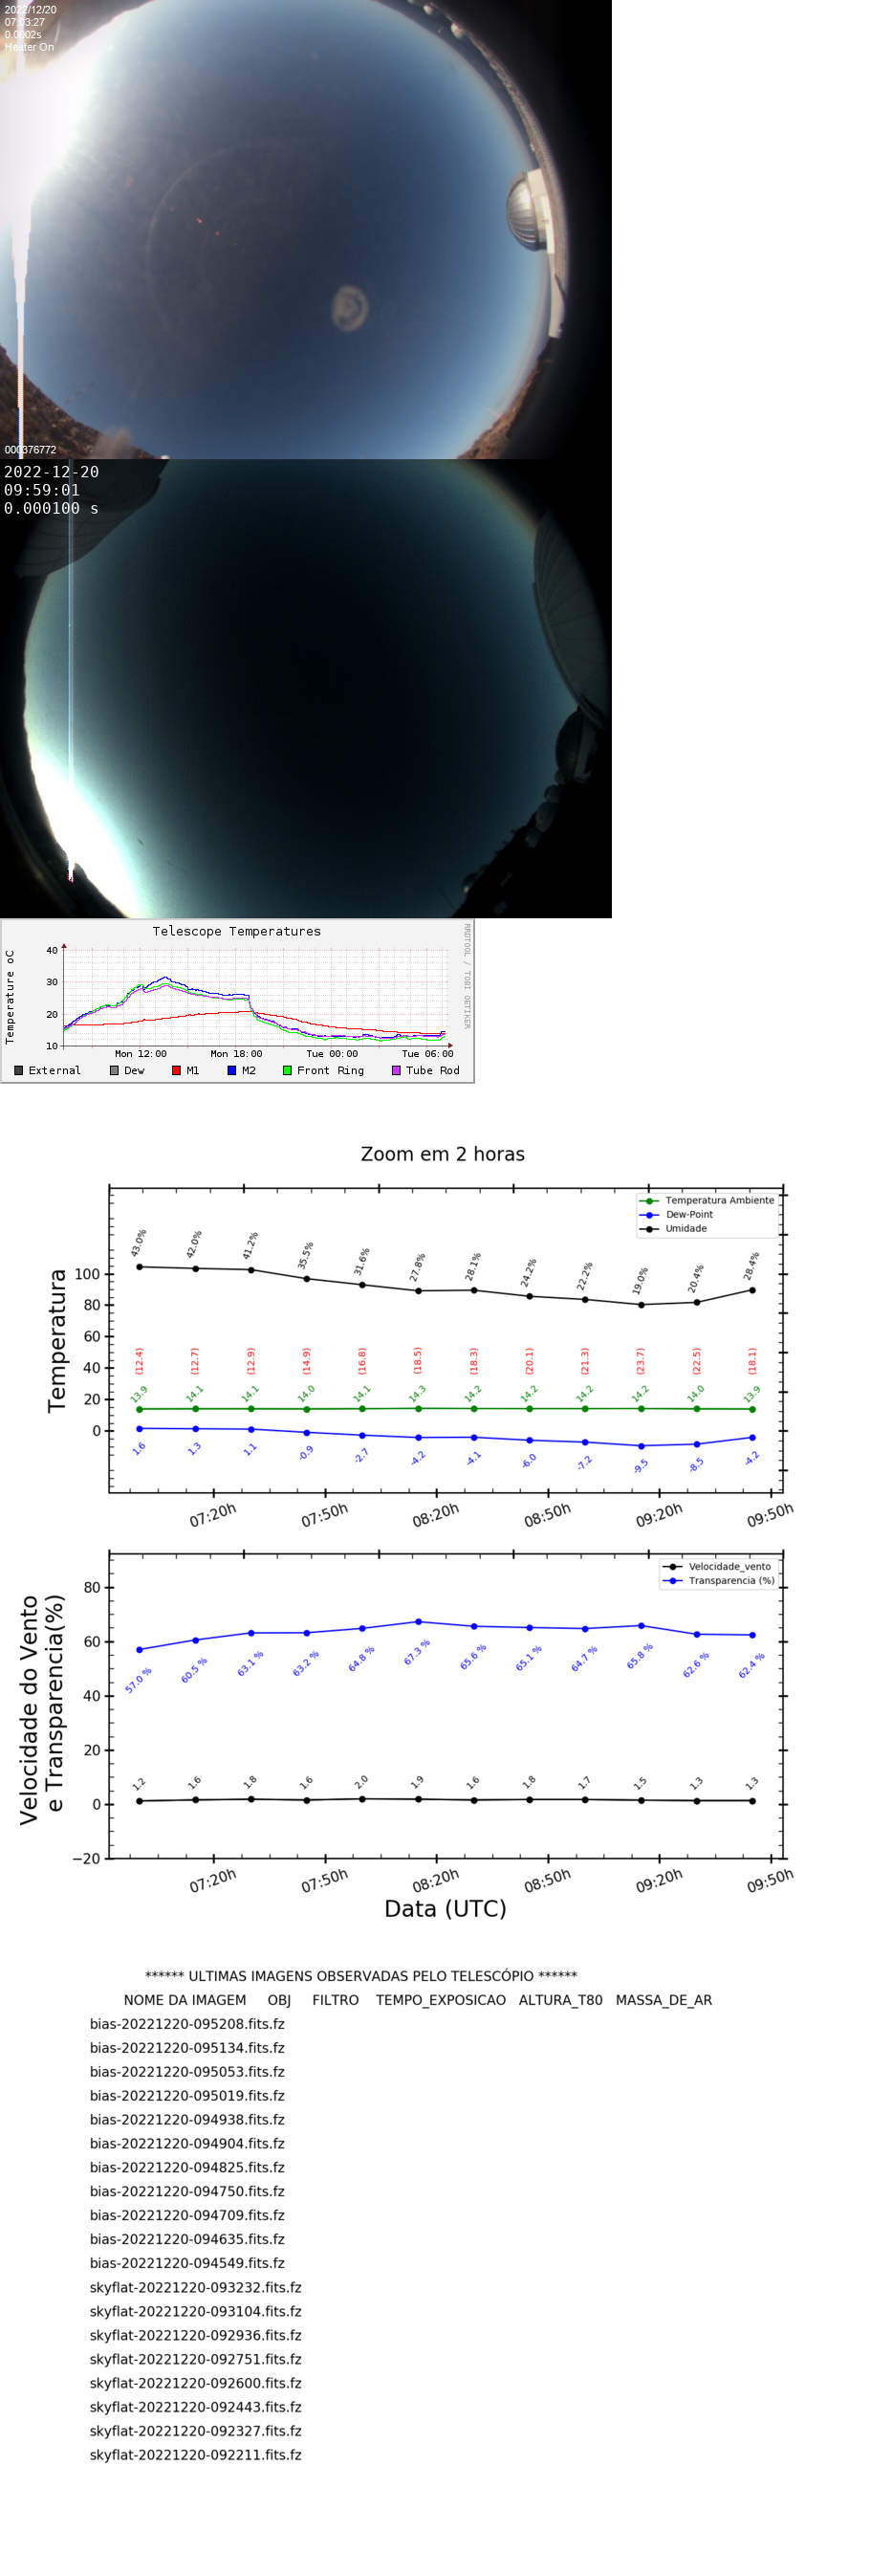 2022/12/20
07:03:27
0.0002s
Heater On
000376772
2022-12-20
09:59:01
0.000100 s
Telescope Temperatures
RRDTOOL / TOBI OETIKER
Temperature oC
40
30
20
10
Mon 12:00 Mon 18:00 Tue 00:00 Tue 06:00
External Dew M1 M2 Front Ring Tube Rod
Zoom em 2 horas
Temperatura Ambiente
Dew-Point
Umidade
Temperatura
100
80
60
40
20
0
43.0% 42.0% 41.2% 35.5% 31.6% 27.8% 28.1% 24.2% 22.2% 19.0% 20.4% 28.4%
(12.4) (12.7) (12.9) (14.9) (16.8) (18.5) (18.3) (20.1) (21.3) (23.7) (22.5) (18.1)
13.9 14.1 14.1 14.0 14.1 14.3 14.2 14.2 14.2 14.2 14.0 13.9
1.6 1.3 1.1 -0.9 -2.7 -4.2 -4.1 -6.0 -7.2 -9.5 -8.5 -4.2
07:20h 07:50h 08:20h 08:50h 09:20h 09:50h
Velocidade_vento
Transparencia (%)
Velocidade do Vento
e Transparencia(%)
80
60
40
20
0
−20
57.0 % 60.5 % 63.1 % 63.2 % 64.8 % 67.3 % 65.6 % 65.1 % 64.7 % 65.8 % 62.6 % 62.4 %
1.2 1.6 1.8 1.6 2.0 1.9 1.6 1.8 1.7 1.5 1.3 1.3
07:20h 07:50h 08:20h 08:50h 09:20h 09:50h
Data (UTC)
****** ULTIMAS IMAGENS OBSERVADAS PELO TELESCÓPIO ******
NOME DA IMAGEM OBJ FILTRO TEMPO_EXPOSICAO ALTURA_T80 MASSA_DE_AR
bias-20221220-095208.fits.fz
bias-20221220-095134.fits.fz
bias-20221220-095053.fits.fz
bias-20221220-095019.fits.fz
bias-20221220-094938.fits.fz
bias-20221220-094904.fits.fz
bias-20221220-094825.fits.fz
bias-20221220-094750.fits.fz
bias-20221220-094709.fits.fz
bias-20221220-094635.fits.fz
bias-20221220-094549.fits.fz
skyflat-20221220-093232.fits.fz
skyflat-20221220-093104.fits.fz
skyflat-20221220-092936.fits.fz
skyflat-20221220-092751.fits.fz
skyflat-20221220-092600.fits.fz
skyflat-20221220-092443.fits.fz
skyflat-20221220-092327.fits.fz
skyflat-20221220-092211.fits.fz